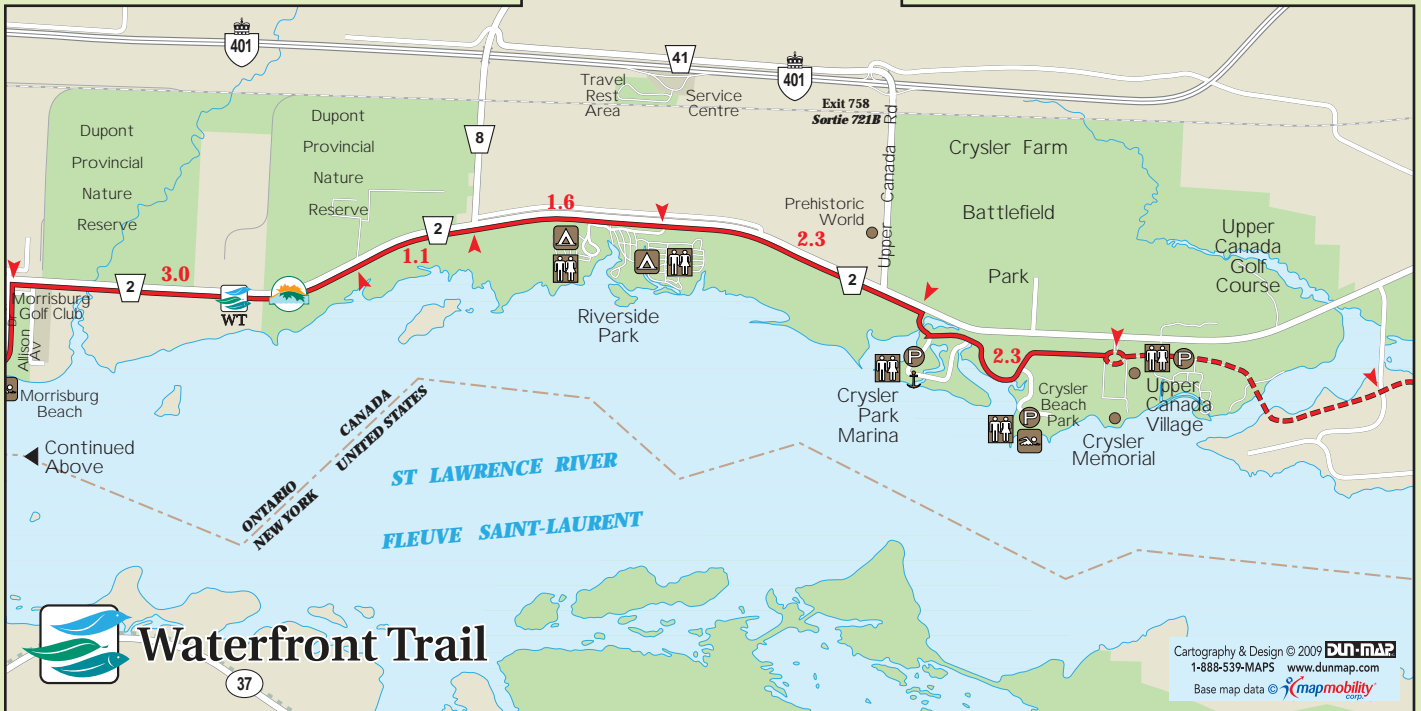 401
41
401
Travel
Rest
Area
Service
Centre
Exit 758
Sortie 721B
Upper Canada Rd
8
Dupont
Provincial
Nature
Reserve
Dupont
Provincial
Nature
Reserve
Crysler Farm
Battlefield
Park
Upper
Canada
Golf
Course
Prehistoric
World
1.6
2
1.1
2.3
2
3.0
2
WT
Morrisburg
Golf Club
Allison
Av
Dr
Morrisburg
Beach
Continued
Above
Riverside
Park
2.3
P
P
P
Crysler
Park
Marina
Crysler
Beach
Park
Upper
Canada
Village
Crysler
Memorial
CANADA
UNITED STATES
ONTARIO
NEW YORK
ST LAWRENCE RIVER
FLEUVE SAINT-LAURENT
Waterfront Trail
37
Cartography & Design © 2009 DUN-MAP
1-888-539-MAPS www.dunmap.com
Base map data © mapmobility corp.